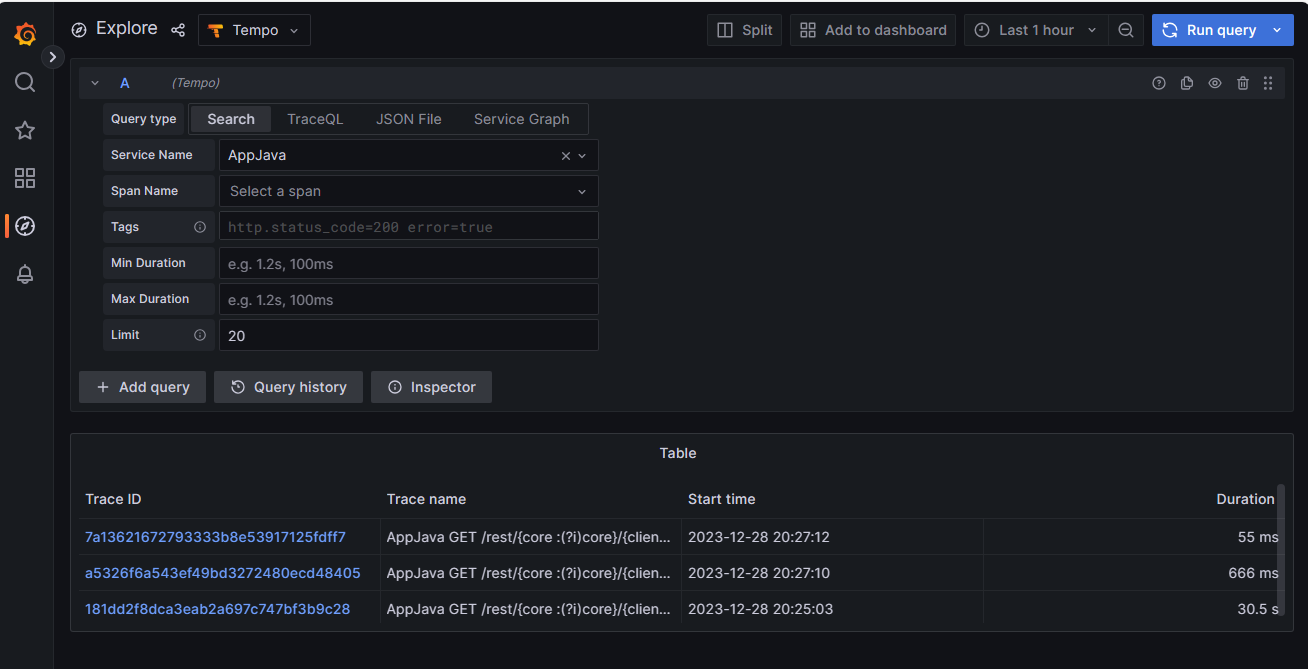 Explore Tempo Split Add to dashboard Last 1 hour Run query
A (Tempo)
Query type Search TraceQL JSON File Service Graph
Service Name AppJava
Span Name Select a span
Tags http.status_code=200 error=true
Min Duration e.g. 1.2s, 100ms
Max Duration e.g. 1.2s, 100ms
Limit 20
+ Add query Query history Inspector
Table
Trace ID Trace name Start time Duration
7a13621672793333b8e53917125fdff7 AppJava GET /rest/{core :(?i)core}/{clien... 2023-12-28 20:27:12 55 ms
a5326f6a543ef49bd3272480ecd48405 AppJava GET /rest/{core :(?i)core}/{clien... 2023-12-28 20:27:10 666 ms
181dd2f8dca3eab2a697c747bf3b9c28 AppJava GET /rest/{core :(?i)core}/{clien... 2023-12-28 20:25:03 30.5 s